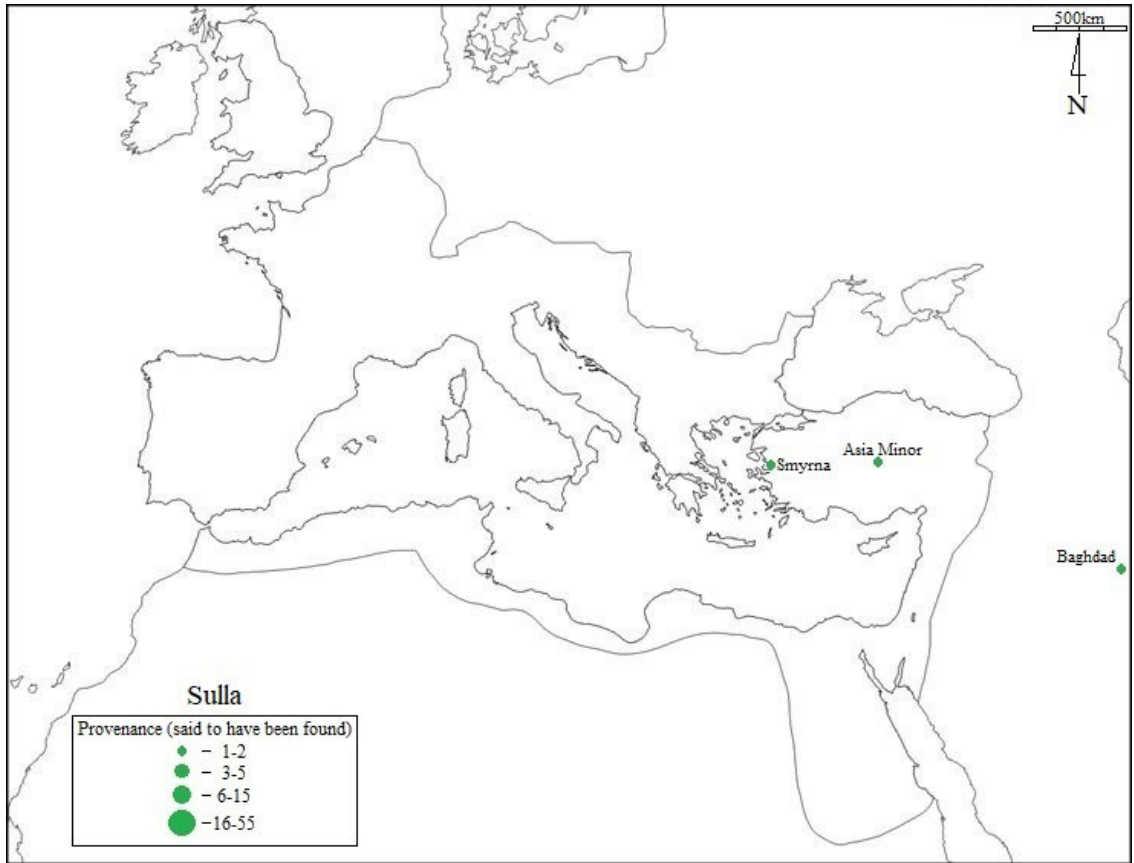 500km
N
Asia Minor
Smyrna
Baghdad
Sulla
Provenance (said to have been found)
− 1-2
− 3-5
− 6-15
−16-55